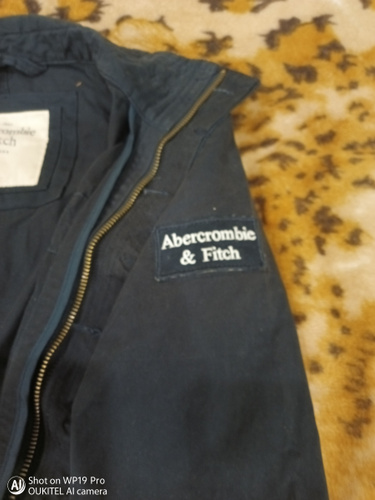 Abercrombie
& Fitch
Shot on WP19 Pro
OUKITEL AI camera